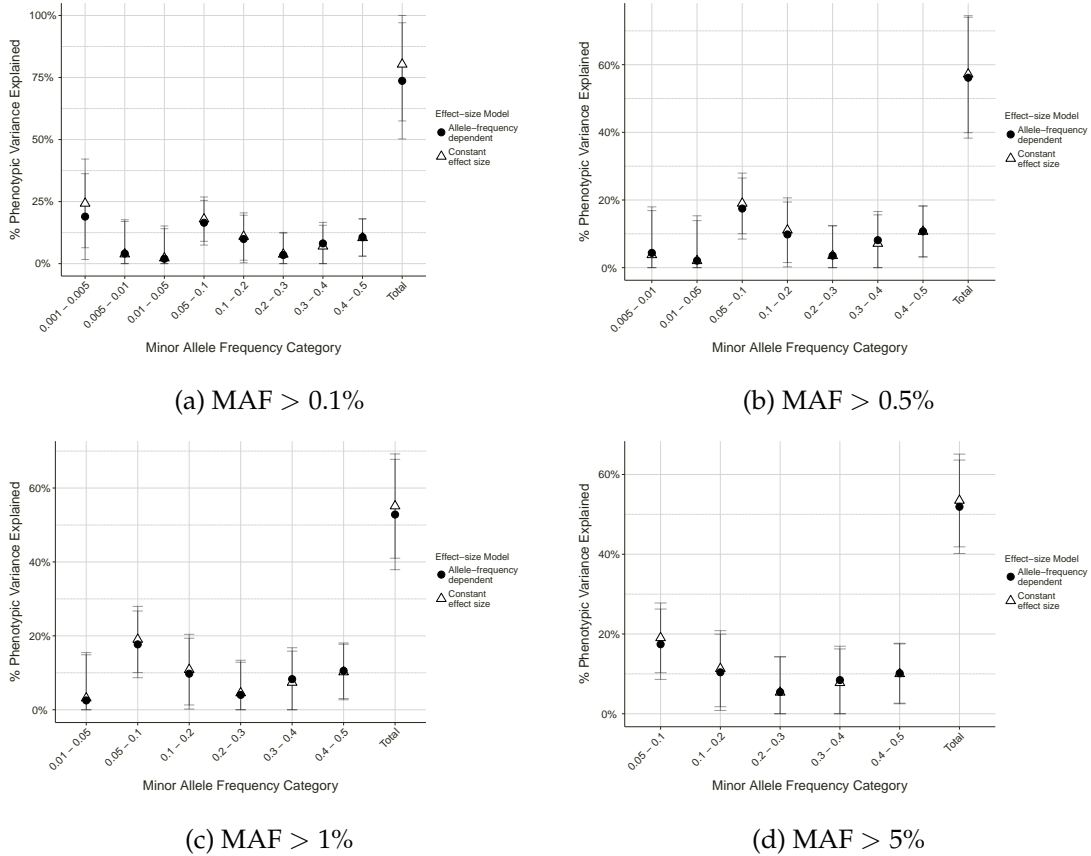 % Phenotypic Variance Explained
100%
75%
50%
25%
0%
0.001 − 0.005
0.005 − 0.01
0.01 − 0.05
0.05 − 0.1
0.1 − 0.2
0.2 − 0.3
0.3 − 0.4
0.4 − 0.5
Total
Minor Allele Frequency Category
Effect−size Model
Allele−frequency
dependent
Constant
effect size
(a) MAF > 0.1%
% Phenotypic Variance Explained
60%
40%
20%
0%
0.005 − 0.01
0.01 − 0.05
0.05 − 0.1
0.1 − 0.2
0.2 − 0.3
0.3 − 0.4
0.4 − 0.5
Total
Minor Allele Frequency Category
Effect−size Model
Allele−frequency
dependent
Constant
effect size
(b) MAF > 0.5%
% Phenotypic Variance Explained
60%
40%
20%
0%
0.01 − 0.05
0.05 − 0.1
0.1 − 0.2
0.2 − 0.3
0.3 − 0.4
0.4 − 0.5
Total
Minor Allele Frequency Category
Effect−size Model
Allele−frequency
dependent
Constant
effect size
(c) MAF > 1%
% Phenotypic Variance Explained
60%
40%
20%
0%
0.05 − 0.1
0.1 − 0.2
0.2 − 0.3
0.3 − 0.4
0.4 − 0.5
Total
Minor Allele Frequency Category
Effect−size Model
Allele−frequency
dependent
Constant
effect size
(d) MAF > 5%